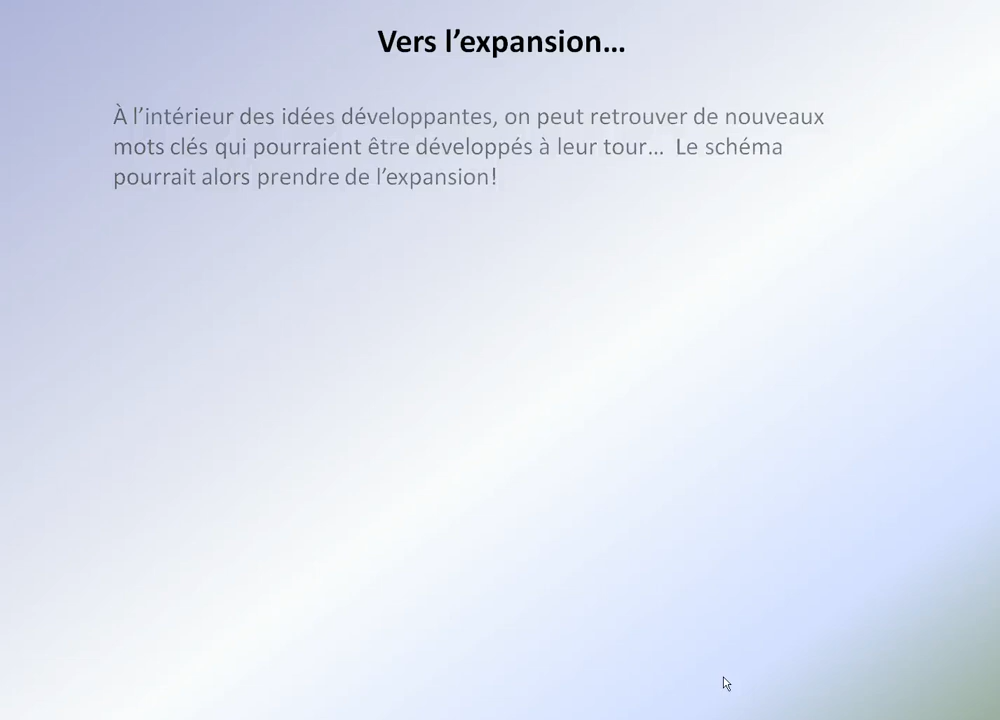 Vers l’expansion…
À l’intérieur des idées développantes, on peut retrouver de nouveaux
mots clés qui pourraient être développés à leur tour…  Le schéma
pourrait alors prendre de l’expansion!